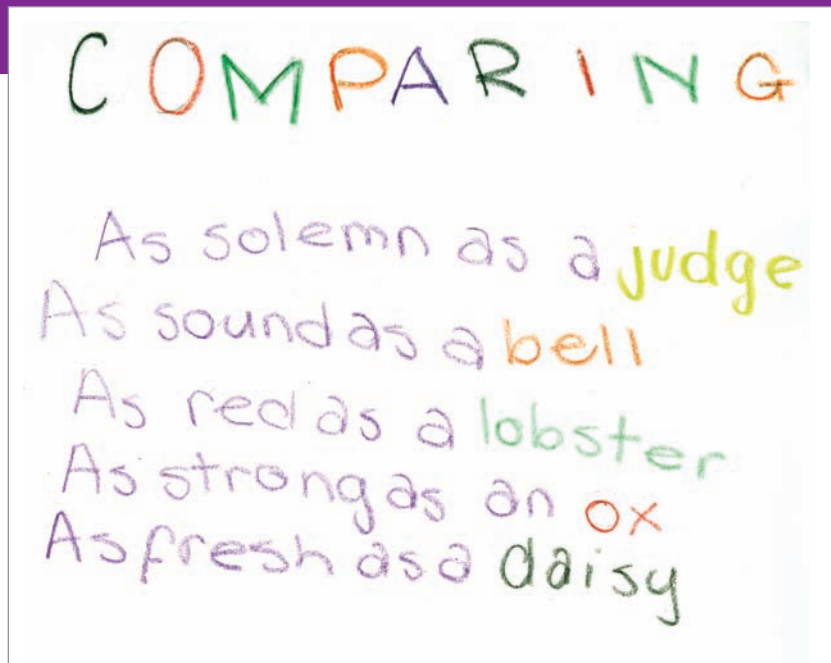 COMPARING
As solemn as a judge
As sound as a bell
As red as a lobster
As strong as an ox
As fresh as a daisy